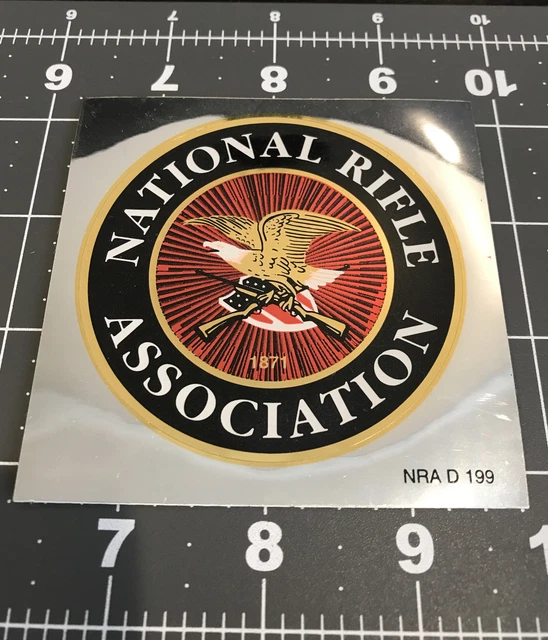 6 7 8 9 10
6 7 8 9 10
NATIONAL RIFLE
1871
ASSOCIATION
NRA D 199
7 8 9 1